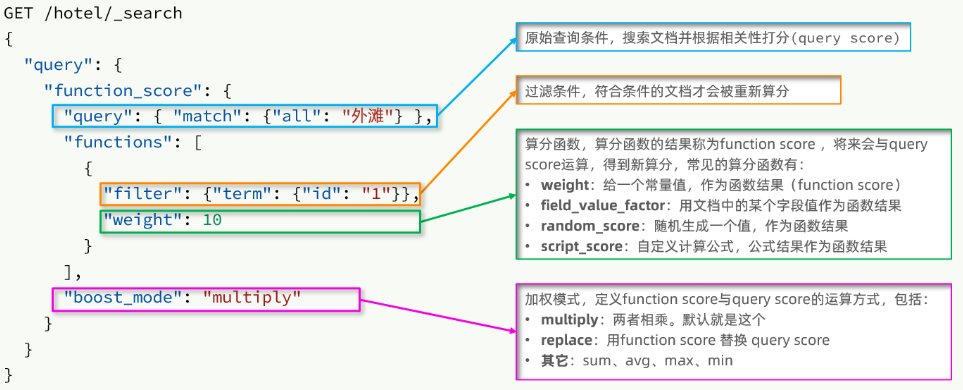 GET /hotel/_search
{
  "query": {
    "function_score": {
      "query": { "match": {"all": "外滩"} },
      "functions": [
        {
          "filter": {"term": {"id": "1"}},
          "weight": 10
        }
      ],
      "boost_mode": "multiply"
    }
  }
}
原始查询条件，搜索文档并根据相关性打分(query score)
过滤条件，符合条件的文档才会被重新算分
算分函数，算分函数的结果称为function score ，将来会与query
score运算，得到新算分，常见的算分函数有：
• weight：给一个常量值，作为函数结果（function score）
• field_value_factor：用文档中的某个字段值作为函数结果
• random_score：随机生成一个值，作为函数结果
• script_score：自定义计算公式，公式结果作为函数结果
加权模式，定义function score与query score的运算方式，包括：
• multiply：两者相乘。默认就是这个
• replace：用function score 替换 query score
• 其它：sum、avg、max、min